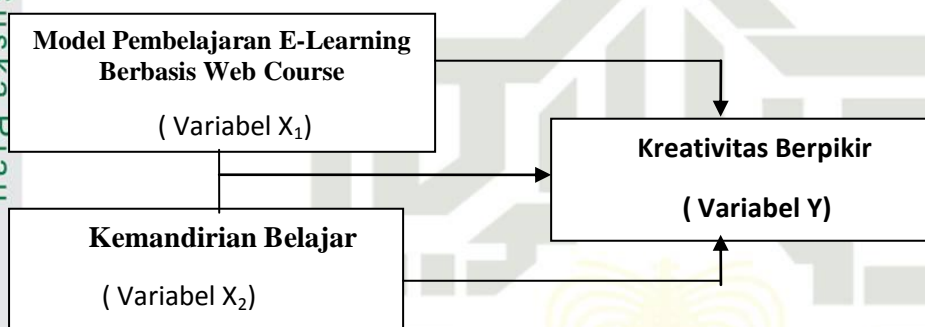 Model Pembelajaran E-Learning
Berbasis Web Course
( Variabel X₁)
Kreativitas Berpikir
( Variabel Y)
Kemandirian Belajar
( Variabel X₂)